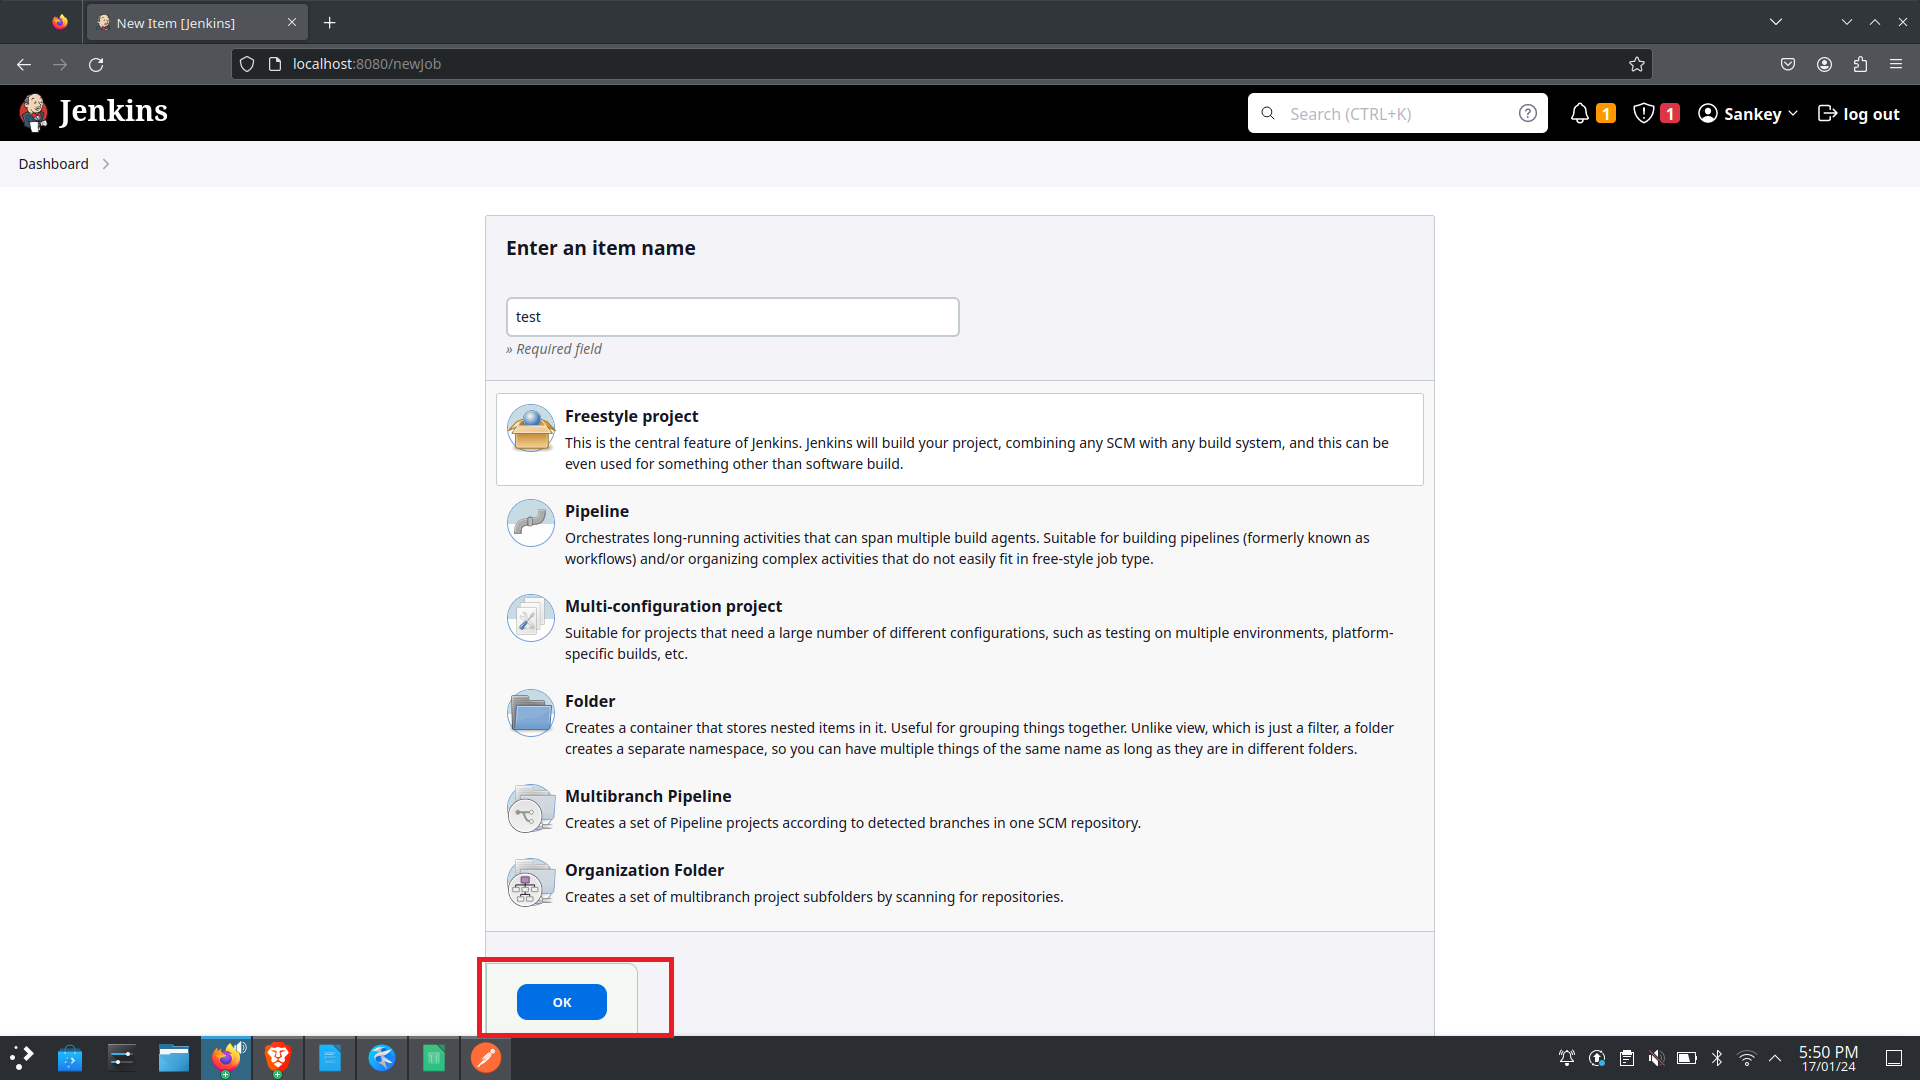 New Item [Jenkins]
localhost:8080/newJob
Jenkins
Search (CTRL+K)
1
1
Sankey
log out
Dashboard
Enter an item name
test
» Required field
Freestyle project
This is the central feature of Jenkins. Jenkins will build your project, combining any SCM with any build system, and this can be
even used for something other than software build.
Pipeline
Orchestrates long-running activities that can span multiple build agents. Suitable for building pipelines (formerly known as
workflows) and/or organizing complex activities that do not easily fit in free-style job type.
Multi-configuration project
Suitable for projects that need a large number of different configurations, such as testing on multiple environments, platform-
specific builds, etc.
Folder
Creates a container that stores nested items in it. Useful for grouping things together. Unlike view, which is just a filter, a folder
creates a separate namespace, so you can have multiple things of the same name as long as they are in different folders.
Multibranch Pipeline
Creates a set of Pipeline projects according to detected branches in one SCM repository.
Organization Folder
Creates a set of multibranch project subfolders by scanning for repositories.
OK
5:50 PM
17/01/24